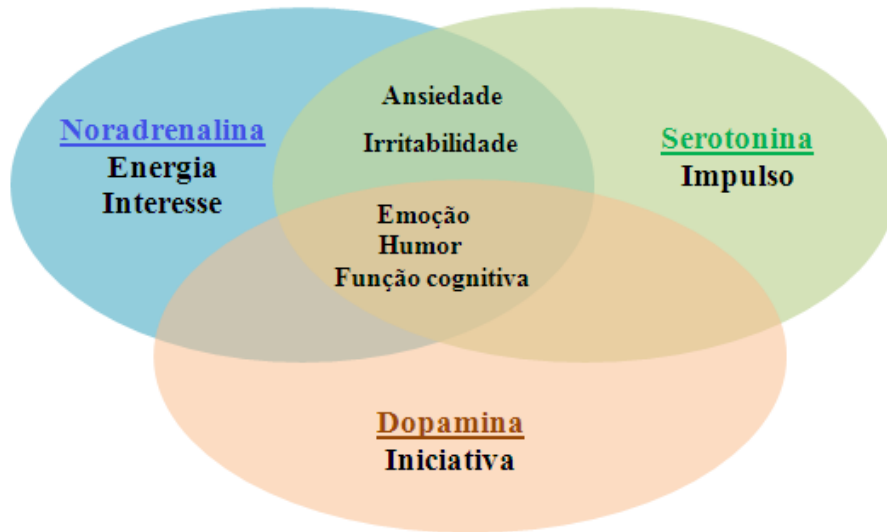 Noradrenalina
Energia
Interesse
Ansiedade
Irritabilidade
Serotonina
Impulso
Emoção
Humor
Função cognitiva
Dopamina
Iniciativa